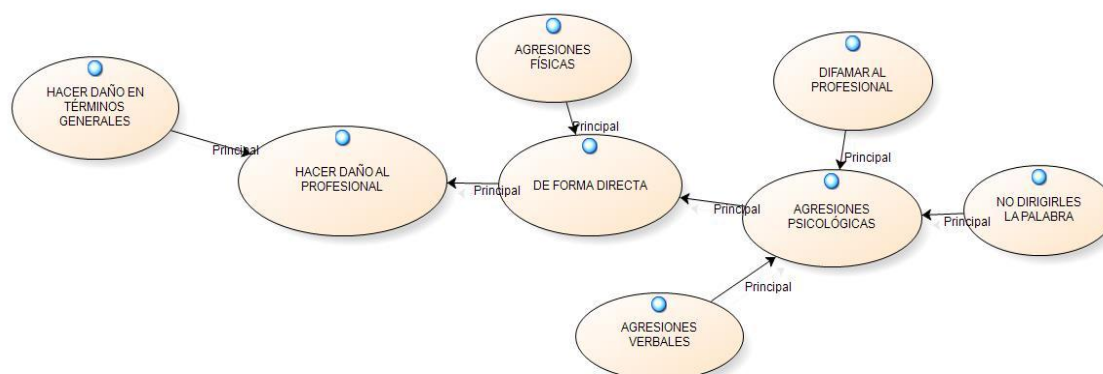 AGRESIONES
FÍSICAS
DIFAMAR AL
PROFESIONAL
HACER DAÑO EN
TÉRMINOS
GENERALES
Principal
Principal
Principal
HACER DAÑO AL
PROFESIONAL
Principal
DE FORMA DIRECTA
Principal
AGRESIONES
PSICOLÓGICAS
Principal
NO DIRIGIRLES
LA PALABRA
Principal
AGRESIONES
VERBALES